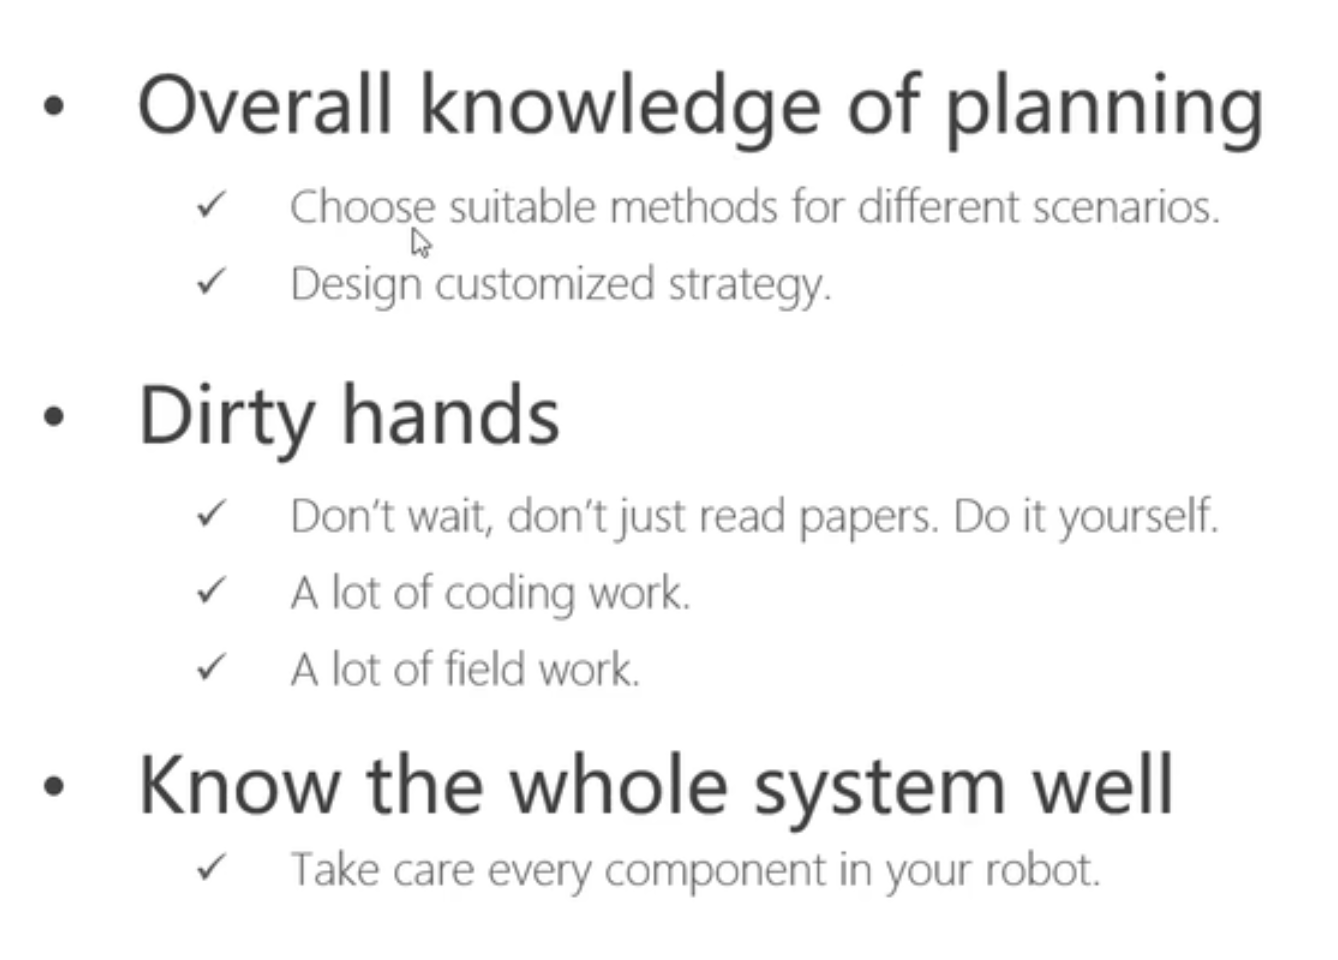 • Overall knowledge of planning
✓ Choose suitable methods for different scenarios.
✓ Design customized strategy.
• Dirty hands
✓ Don't wait, don't just read papers. Do it yourself.
✓ A lot of coding work.
✓ A lot of field work.
• Know the whole system well
✓ Take care every component in your robot.